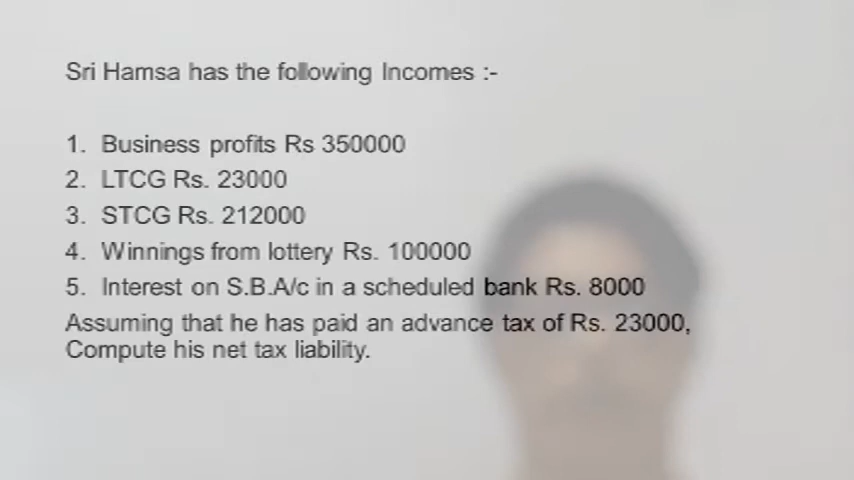 Sri Hamsa has the following Incomes :-
1. Business profits Rs 350000
2. LTCG Rs. 23000
3. STCG Rs. 212000
4. Winnings from lottery Rs. 100000
5. Interest on S.B.A/c in a scheduled bank Rs. 8000
Assuming that he has paid an advance tax of Rs. 23000,
Compute his net tax liability.